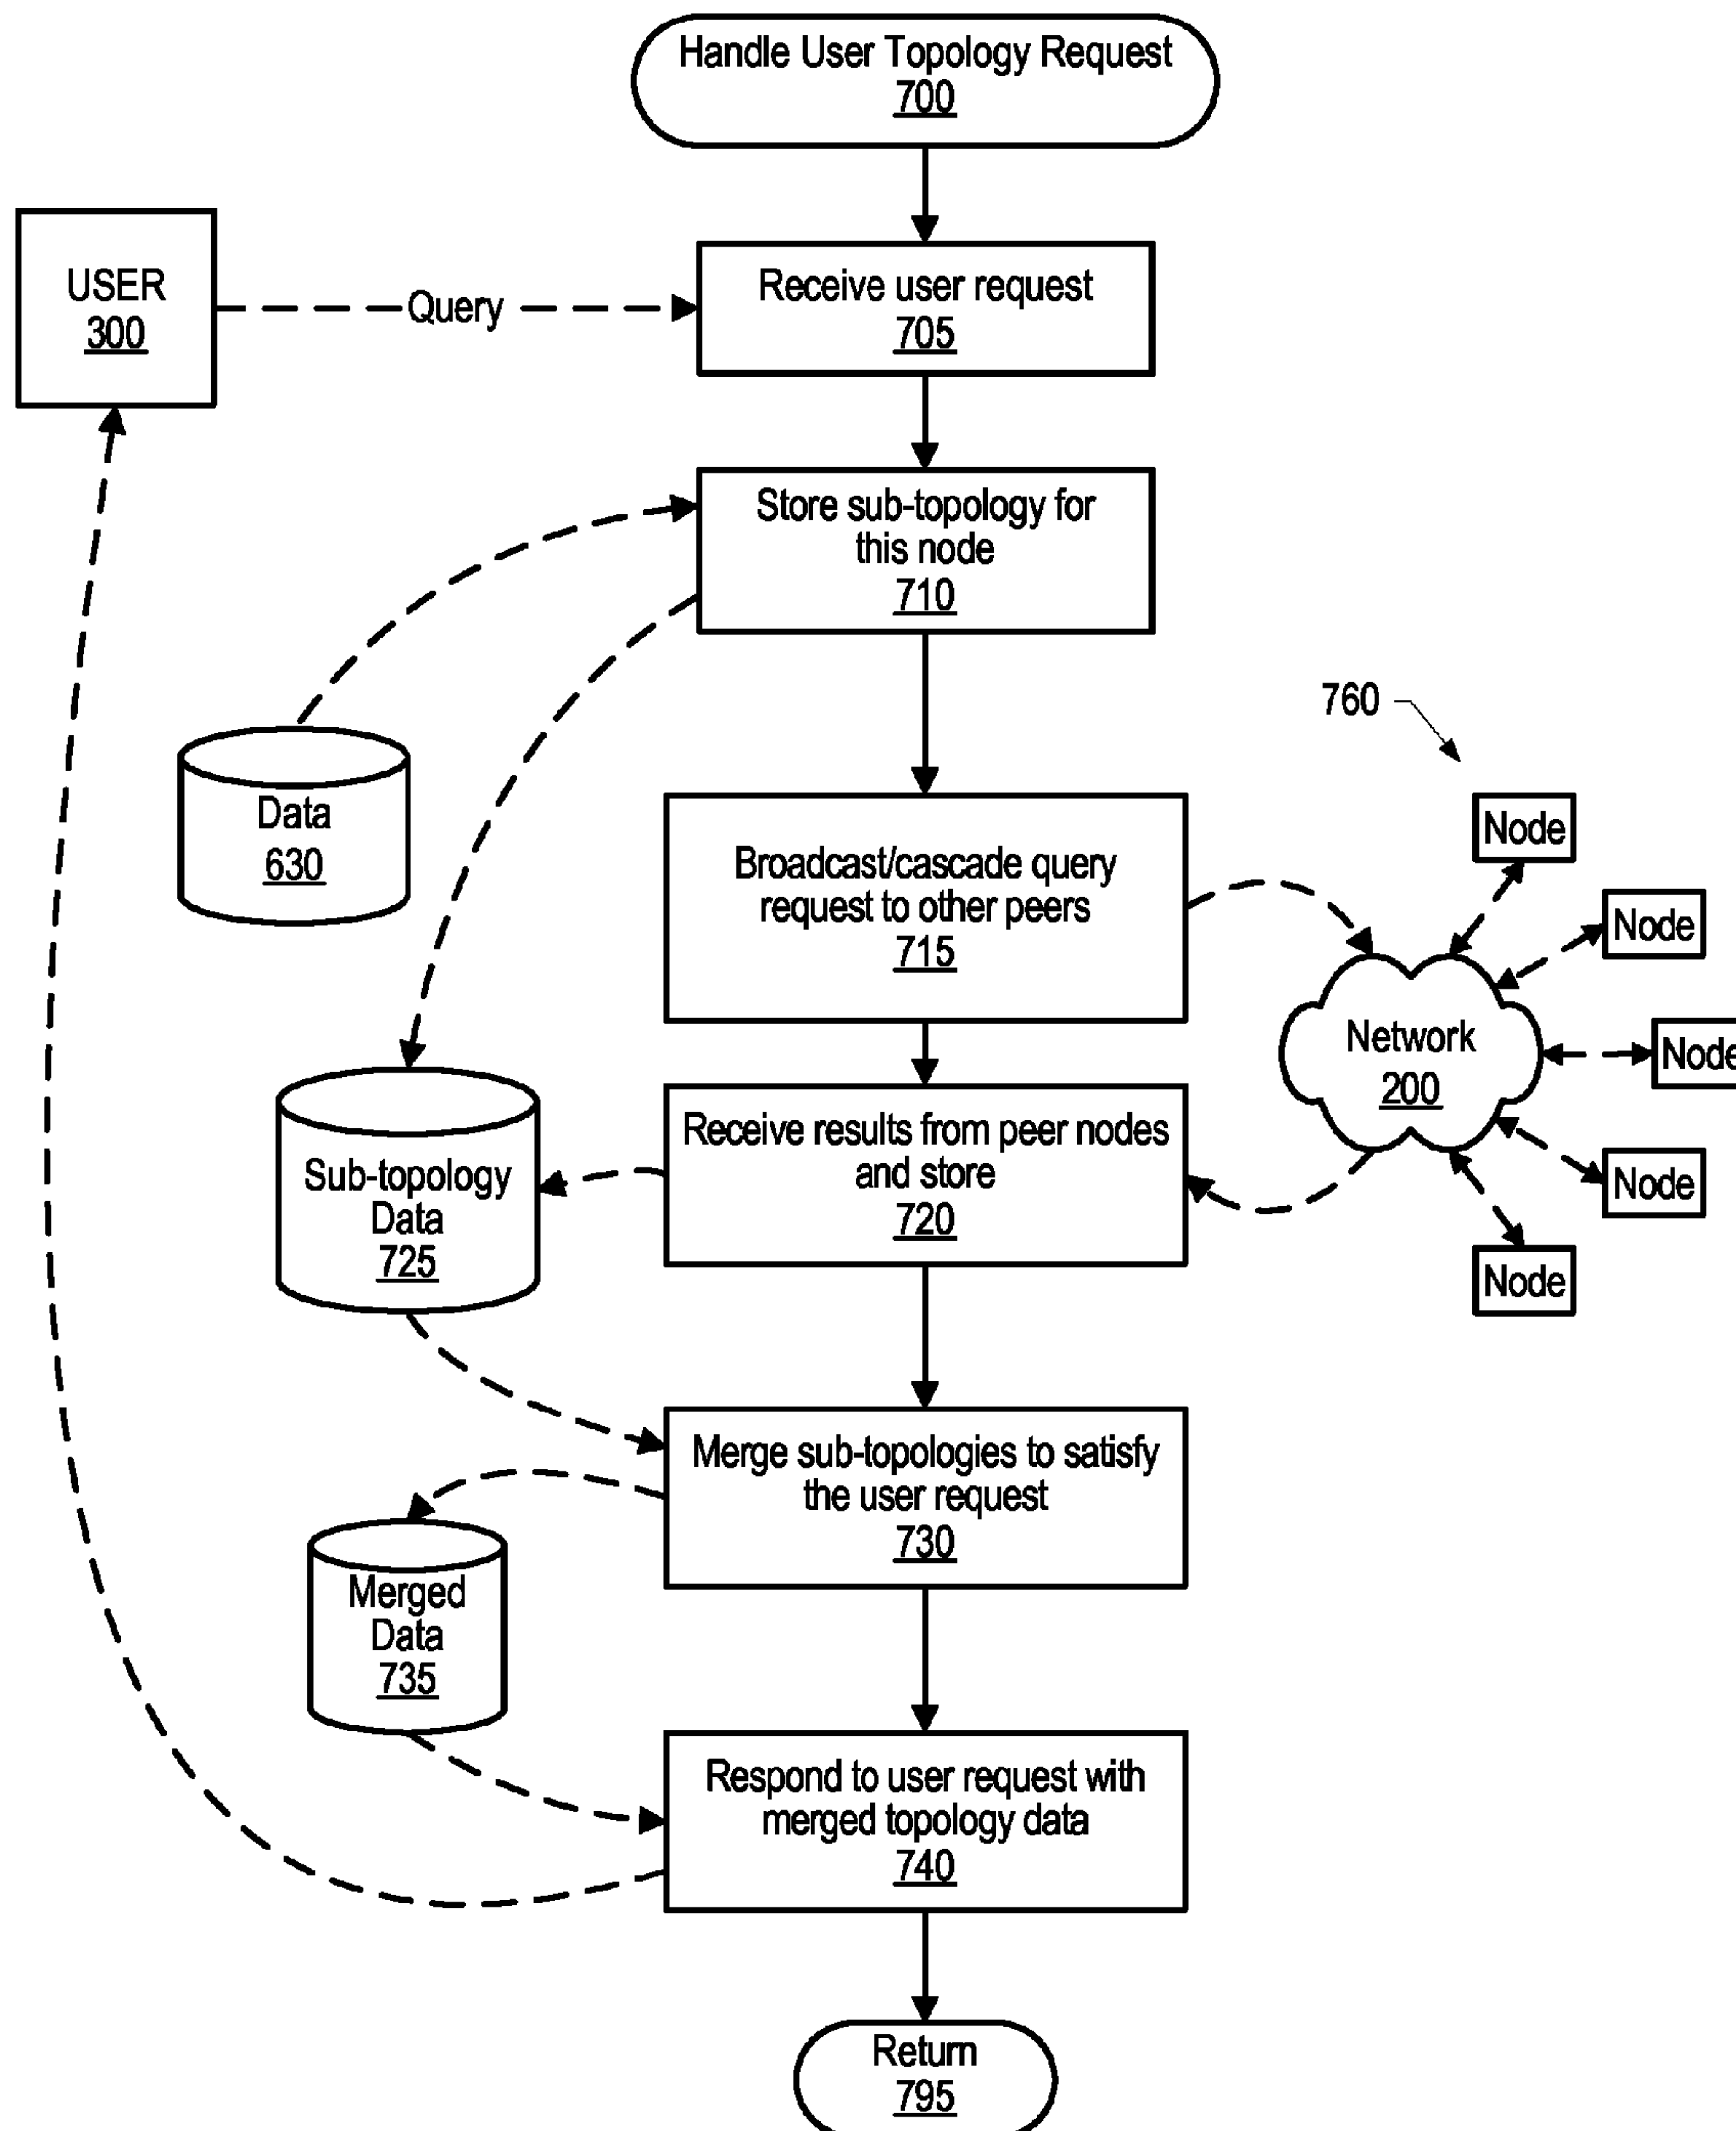 Handle User Topology Request
700
USER
300
Query
Receive user request
705
Store sub-topology for
this node
710
760
Data
630
Broadcast/cascade query
request to other peers
715
Node
Node
Node
Node
Node
Network
200
Receive results from peer nodes
and store
720
Sub-topology
Data
725
Merge sub-topologies to satisfy
the user request
730
Merged
Data
735
Respond to user request with
merged topology data
740
Return
795